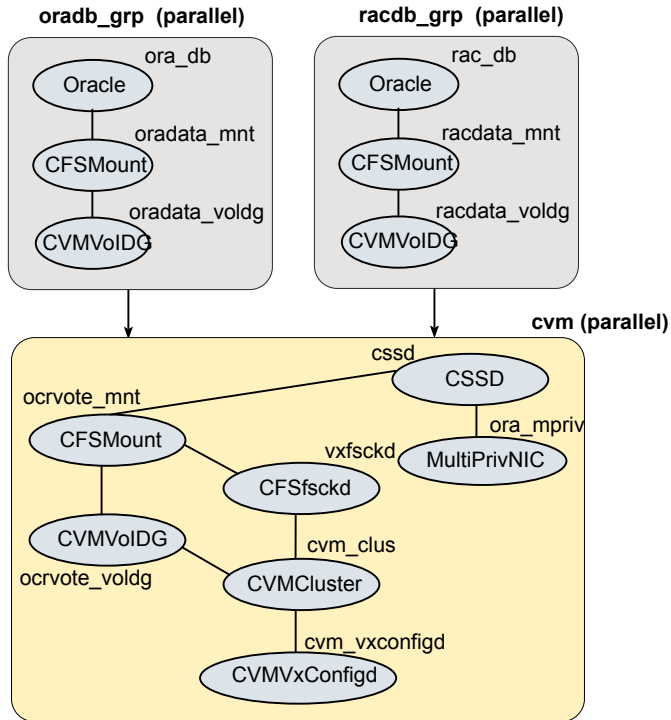 oradb_grp (parallel)
ora_db
Oracle
oradata_mnt
CFSMount
oradata_voldg
CVMVolDG
racdb_grp (parallel)
rac_db
Oracle
racdata_mnt
CFSMount
racdata_voldg
CVMVolDG
cvm (parallel)
cssd
CSSD
ocrvote_mnt
CFSMount
ora_mpriv
MultiPrivNIC
vxfsckd
CFSfsckd
CVMVolDG
ocrvote_voldg
cvm_clus
CVMCluster
cvm_vxconfigd
CVMVxConfigd